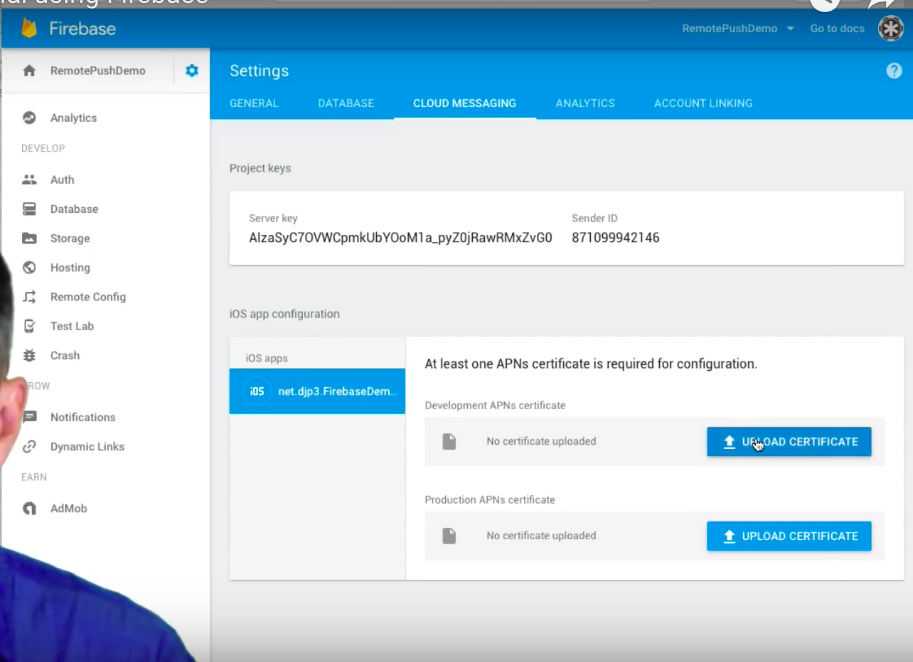 using Firebase
Firebase
RemotePushDemo
Go to docs
RemotePushDemo
Settings
GENERAL
DATABASE
CLOUD MESSAGING
ANALYTICS
ACCOUNT LINKING
Analytics
DEVELOP
Auth
Database
Storage
Hosting
Remote Config
Test Lab
Crash
Notifications
Dynamic Links
EARN
AdMob
Project keys
Server key
Sender ID
AIzaSyC7OVWCpmkUbYOoM1a_pyZ0jRawRMxZvG0
871099942146
iOS app configuration
iOS apps
iOS
net.djp3.FirebaseDem...
At least one APNs certificate is required for configuration.
Development APNs certificate
No certificate uploaded
UPLOAD CERTIFICATE
Production APNs certificate
No certificate uploaded
UPLOAD CERTIFICATE